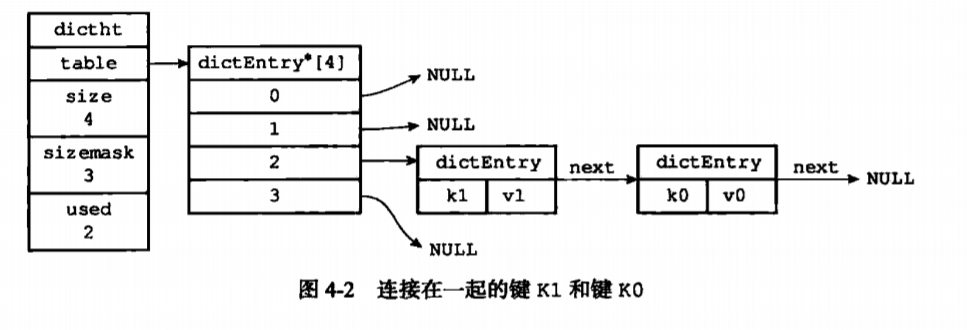 dictht
table
size
4
sizemask
3
used
2
dictEntry*[4]
0
1
2
3
NULL
NULL
dictEntry
k1 v1
next
dictEntry
k0 v0
next
NULL
NULL
图 4-2 连接在一起的键 K1 和键 K0